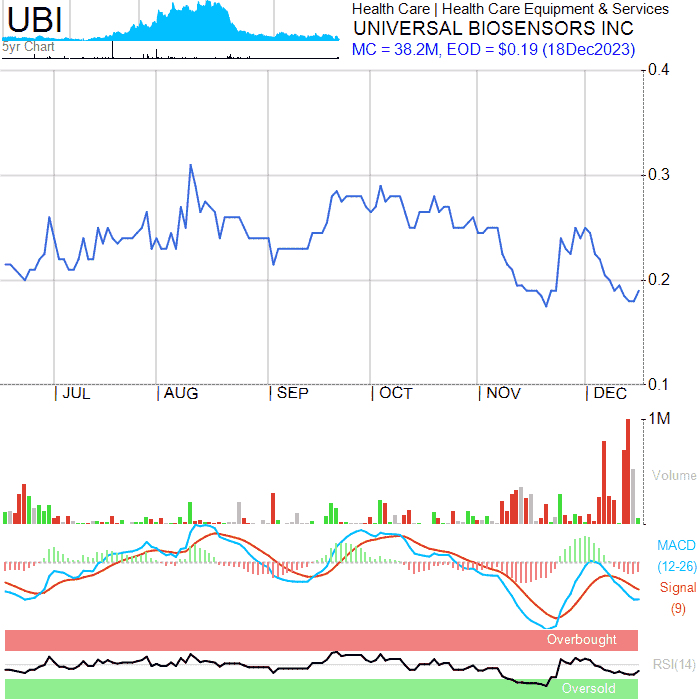 UBI
5yr Chart
Health Care | Health Care Equipment & Services
UNIVERSAL BIOSENSORS INC
MC = 38.2M, EOD = $0.19 (18Dec2023)
0.4
0.3
0.2
0.1
| JUL | AUG | SEP | OCT | NOV | DEC
1M
Volume
MACD
(12-26)
Signal
(9)
Overbought
RSI(14)
Oversold